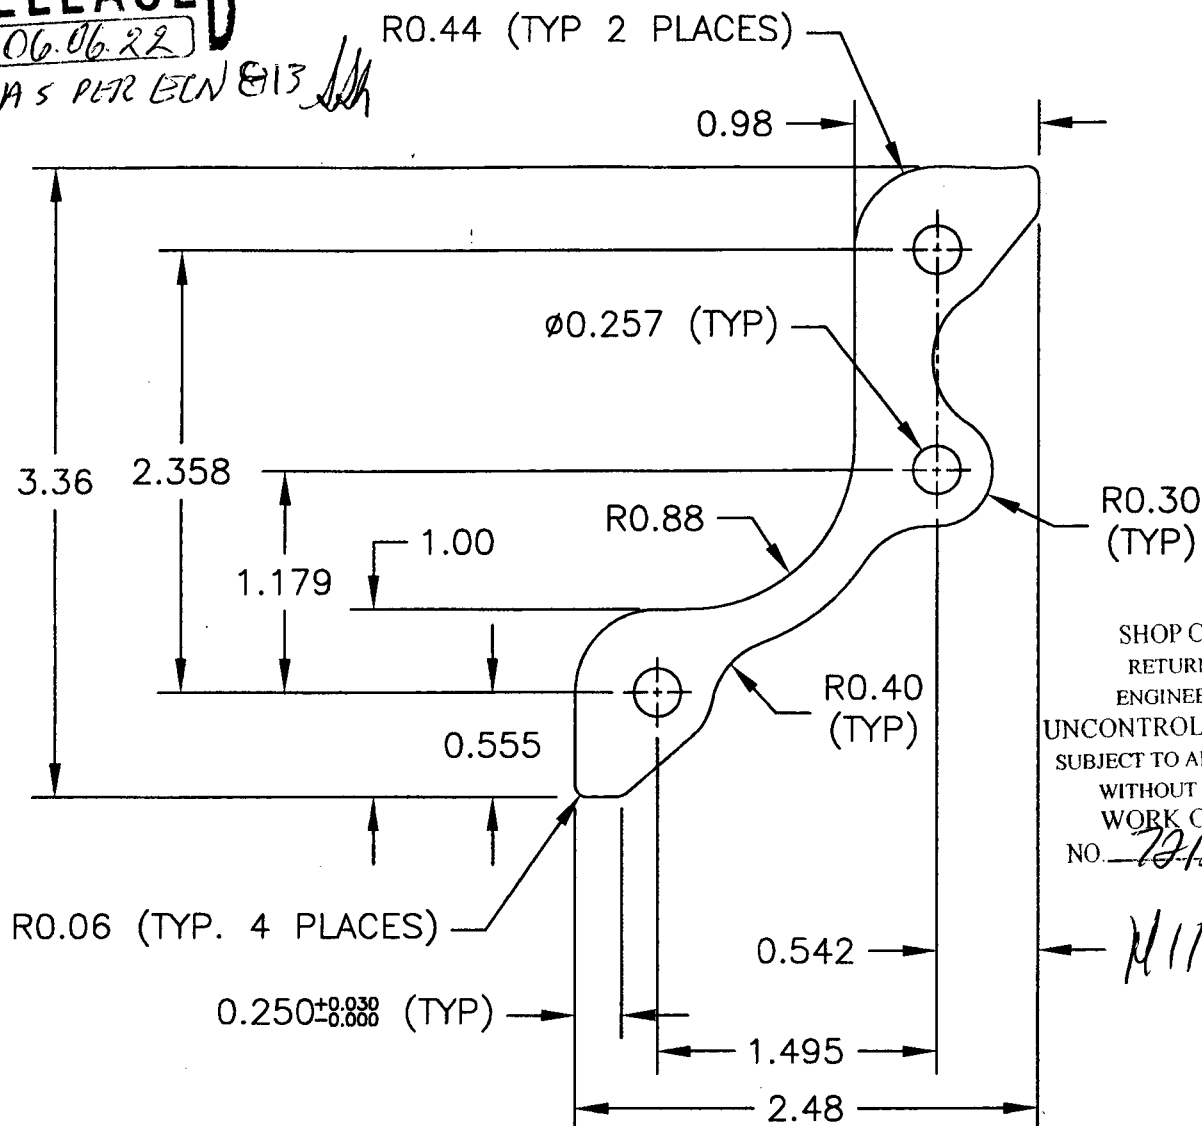 06.06.22
AS PER ECN 813
R0.44 (TYP 2 PLACES)
0.98
Ø0.257 (TYP)
3.36
2.358
1.179
1.00
R0.88
R0.30
(TYP)
0.555
R0.40
(TYP)
SHOP
RETURN
UNCONTROL
SUBJECT TO
WITHOUT
WORK
NO.
R0.06 (TYP. 4 PLACES)
0.542
0.250+0.030-0.000 (TYP)
1.495
2.48